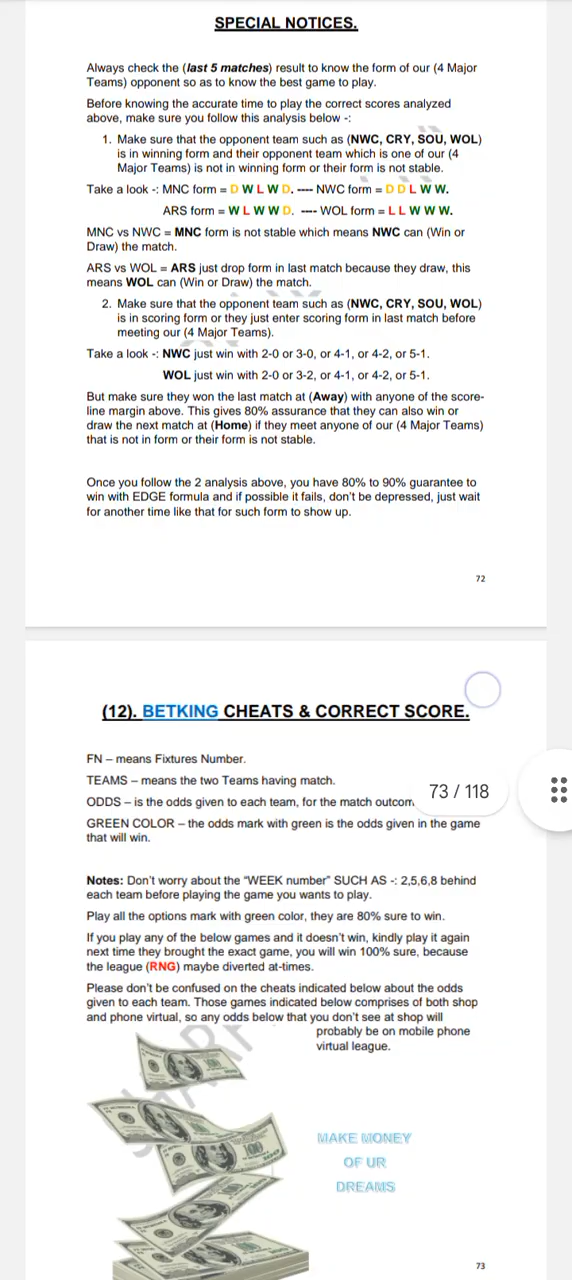 SPECIAL NOTICES.
Always check the (last 5 matches) result to know the form of our (4 Major
Teams) opponent so as to know the best game to play.
Before knowing the accurate time to play the correct scores analyzed
above, make sure you follow this analysis below -:
1. Make sure that the opponent team such as (NWC, CRY, SOU, WOL)
is in winning form and their opponent team which is one of our (4
Major Teams) is not in winning form or their form is not stable.
Take a look -: MNC form = D W L W D. ---- NWC form = D D L W W.
ARS form = W L W W D. ---- WOL form = L L W W W.
MNC vs NWC = MNC form is not stable which means NWC can (Win or
Draw) the match.
ARS vs WOL = ARS just drop form in last match because they draw, this
means WOL can (Win or Draw) the match.
2. Make sure that the opponent team such as (NWC, CRY, SOU, WOL)
is in scoring form or they just enter scoring form in last match before
meeting our (4 Major Teams).
Take a look -: NWC just win with 2-0 or 3-0, or 4-1, or 4-2, or 5-1.
WOL just win with 2-0 or 3-2, or 4-1, or 4-2, or 5-1.
But make sure they won the last match at (Away) with anyone of the score-
line margin above. This gives 80% assurance that they can also win or
draw the next match at (Home) if they meet anyone of our (4 Major Teams)
that is not in form or their form is not stable.
Once you follow the 2 analysis above, you have 80% to 90% guarantee to
win with EDGE formula and if possible it fails, don't be depressed, just wait
for another time like that for such form to show up.
72
(12). BETKING CHEATS & CORRECT SCORE.
FN – means Fixtures Number.
TEAMS – means the two Teams having match.
ODDS – is the odds given to each team, for the match outcom
73 / 118
GREEN COLOR – the odds mark with green is the odds given in the game
that will win.
Notes: Don't worry about the "WEEK number" SUCH AS -: 2,5,6,8 behind
each team before playing the game you wants to play.
Play all the options mark with green color, they are 80% sure to win.
If you play any of the below games and it doesn't win, kindly play it again
next time they brought the exact game, you will win 100% sure, because
the league (RNG) maybe diverted at-times.
Please don't be confused on the cheats indicated below about the odds
given to each team. Those games indicated below comprises of both shop
and phone virtual, so any odds below that you don't see at shop will
probably be on mobile phone
virtual league.
MAKE MONEY
OF UR
DREAMS
73